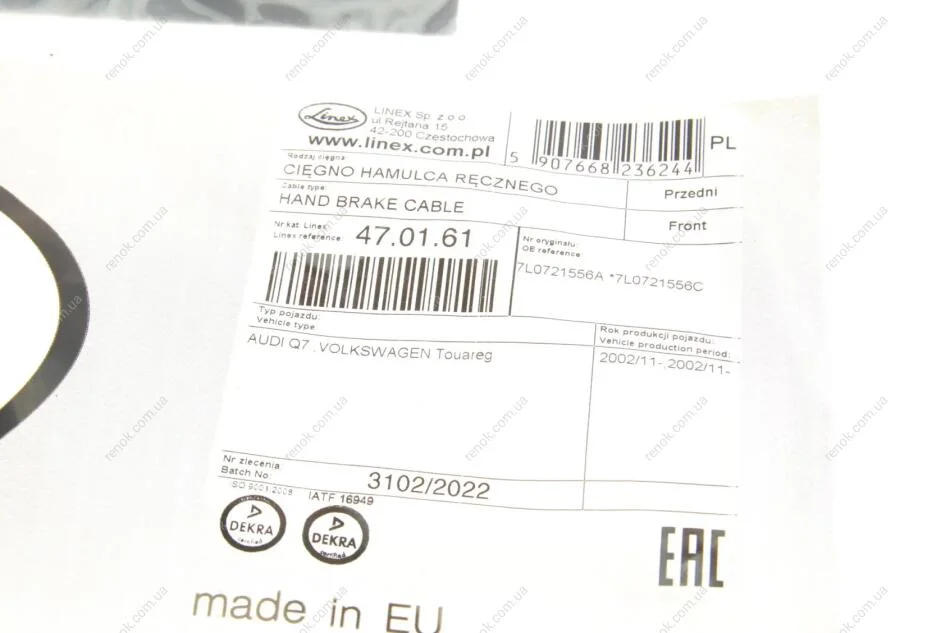 Linex
LINEX Sp. z o o
ul Rejtana 15
42-200 Częstochowa
www.linex.com.pl
5 907668 236244
PL
Rodzaj cięgna:
CIĘGNO HAMULCA RĘCZNEGO
Przedni
Cable type:
HAND BRAKE CABLE
Front
Nr kat. Linex
Linex reference:
47.01.61
Nr oryginału:
OE reference
7L0721556A *7L0721556C
Typ pojazdu:
Vehicle type
AUDI Q7 , VOLKSWAGEN Touareg
Rok produkcji pojazdu:
Vehicle production period:
2002/11-,2002/11-
Nr zlecenia:
Batch No:
3102/2022
ISO 9001:2008
IATF 16949
DEKRA
certified
DEKRA
certified
EAC
made in EU
renok.com.ua